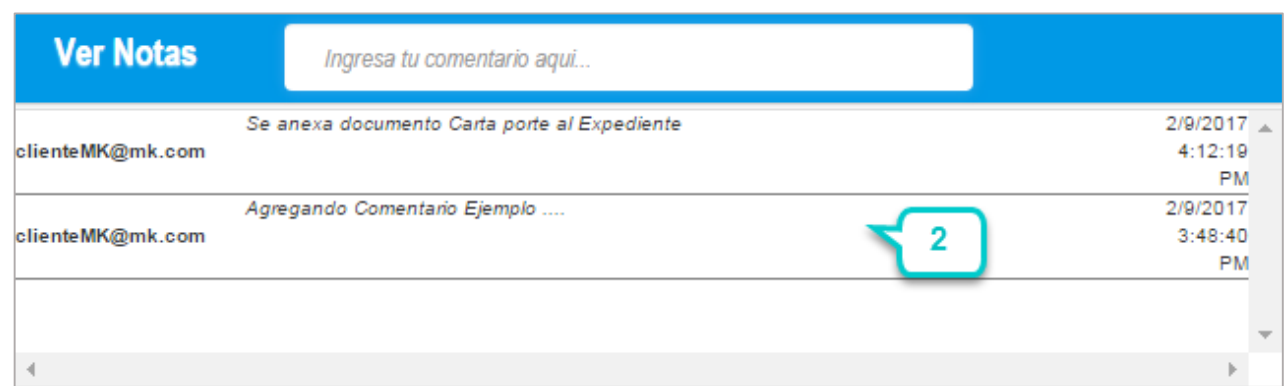 Ver Notas
Ingresa tu comentario aqui...
Se anexa documento Carta porte al Expediente 2/9/2017
clienteMK@mk.com 4:12:19
PM
Agregando Comentario Ejemplo .... 2/9/2017
clienteMK@mk.com 2 3:48:40
PM